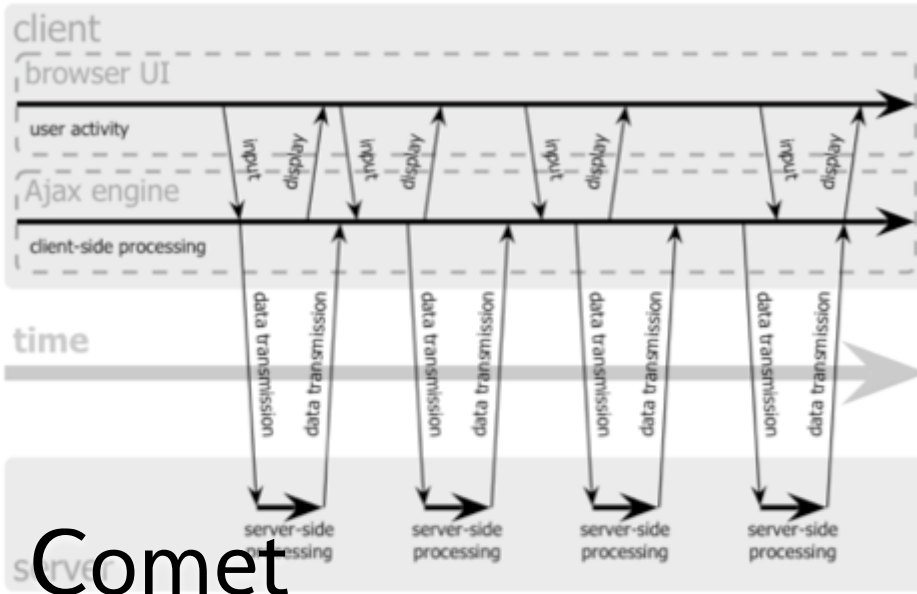 client
browser UI
user activity
input
display
input
display
input
display
input
display
Ajax engine
client-side processing
data transmission
data transmission
data transmission
data transmission
data transmission
data transmission
data transmission
data transmission
time
server-side
processing
server-side
processing
server-side
processing
server-side
processing
server
Comet